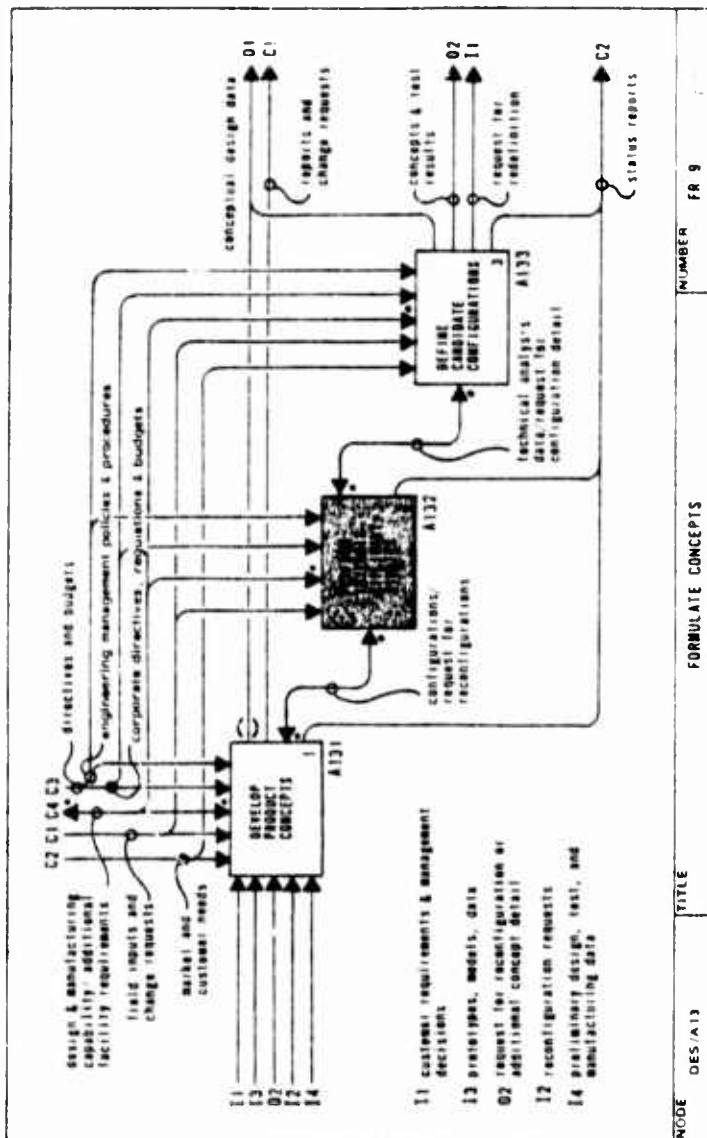 C2 C1 C4 C3
directives and budgets
engineering management policies & procedures
corporate directives, regulations & budgets
design & manufacturing
capability/additional
facility requirements
field inputs and
change requests
market and
customer needs
I1
I3
O2
I2
I4
DEVELOP
PRODUCT
CONCEPTS
1
A131
configurations/
request for
reconfigurations
A132
technical analysis
data/request for
configuration detail
DEFINE
CANDIDATE
CONFIGURATIONS
3
A133
conceptual design data
O1
C1
reports and
change requests
concepts & test
results
O2
I1
request for
redefinition
C2
status reports
I1 customer requirements & management
decisions
I3 prototypes, models, data
O2 request for reconfiguration or
additional concept detail
I2 reconfiguration requests
I4 preliminary design, test, and
manufacturing data
NODE DES/A13
TITLE FORMULATE CONCEPTS
NUMBER FR 9